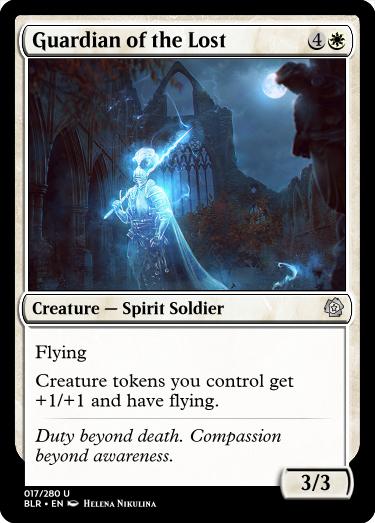 Guardian of the Lost 4
Creature — Spirit Soldier
Flying
Creature tokens you control get
+1/+1 and have flying.
Duty beyond death. Compassion
beyond awareness.
3/3
017/280 U
BLR • EN Helena Nikulina